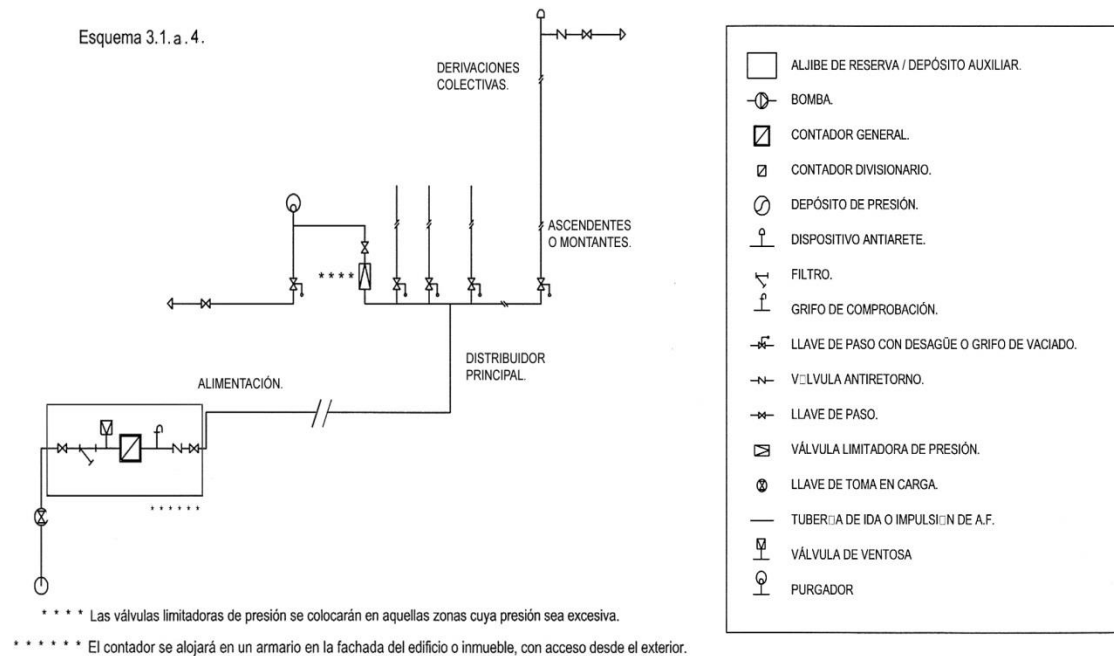 Esquema 3.1.a.4.
DERIVACIONES
COLECTIVAS.
ASCENDENTES
O MONTANTES.
* * * *
DISTRIBUIDOR
PRINCIPAL.
ALIMENTACIÓN.
* * * * * *
* * * * Las válvulas limitadoras de presión se colocarán en aquellas zonas cuya presión sea excesiva.
* * * * * * El contador se alojará en un armario en la fachada del edificio o inmueble, con acceso desde el exterior.
ALJIBE DE RESERVA / DEPÓSITO AUXILIAR.
BOMBA.
CONTADOR GENERAL.
CONTADOR DIVISIONARIO.
DEPÓSITO DE PRESIÓN.
DISPOSITIVO ANTIARETE.
FILTRO.
GRIFO DE COMPROBACIÓN.
LLAVE DE PASO CON DESAGÜE O GRIFO DE VACIADO.
V□LVULA ANTIRETORNO.
LLAVE DE PASO.
VÁLVULA LIMITADORA DE PRESIÓN.
LLAVE DE TOMA EN CARGA.
TUBER□A DE IDA O IMPULSI□N DE A.F.
VÁLVULA DE VENTOSA
PURGADOR